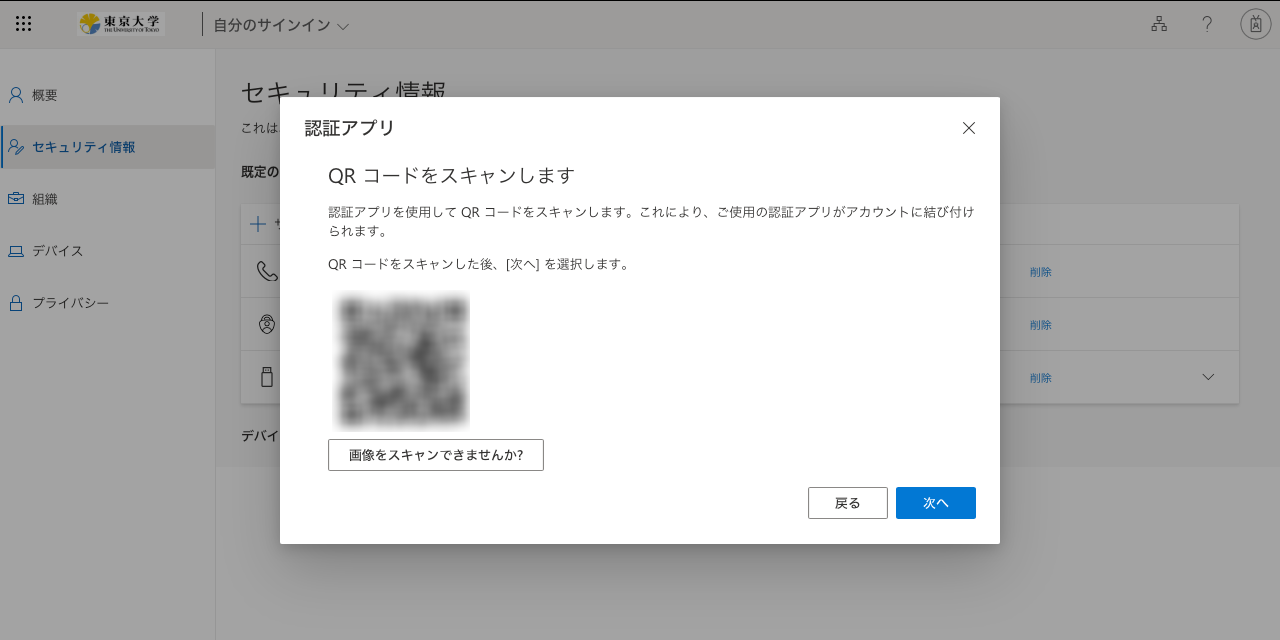 東京大学
THE UNIVERSITY OF TOKYO
自分のサインイン
概要
セキュリティ情報
組織
デバイス
プライバシー
セキュリティ情報
これは
既定の
削除
削除
削除
デバイ
認証アプリ
QR コードをスキャンします
認証アプリを使用して QR コードをスキャンします。これにより、ご使用の認証アプリがアカウントに結び付け
られます。
QR コードをスキャンした後、[次へ] を選択します。
画像をスキャンできませんか?
戻る
次へ